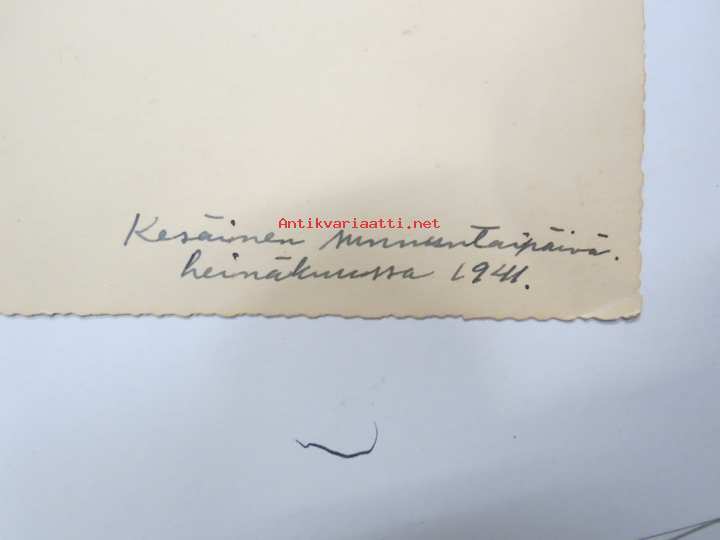 Antikvariaatti.net
Kesäinen sunnuntaipäivä.
heinäkuussa 1941.